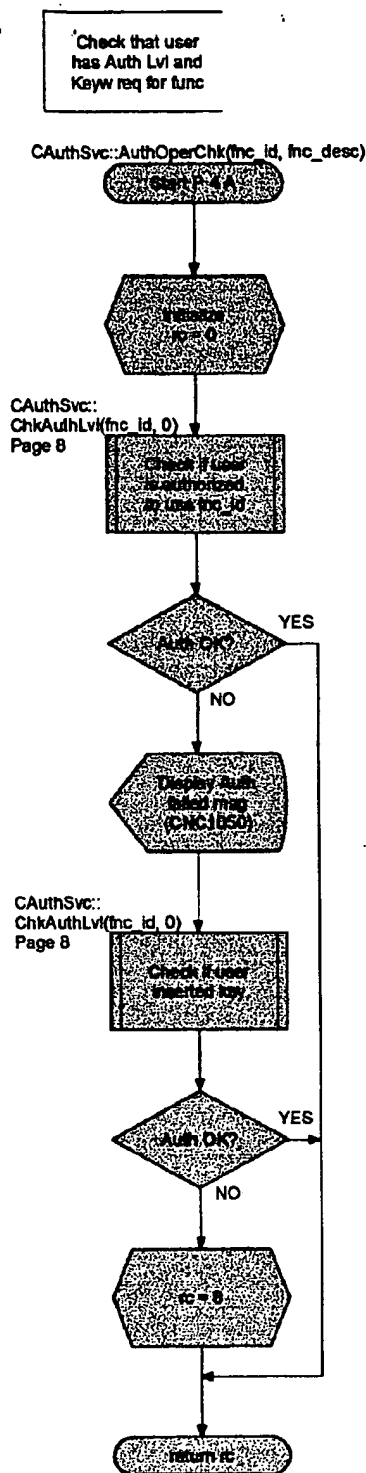 Check that user
has Auth Lvl and
Keyw req for func
CAuthSvc::AuthOperChk(fnc_id, fnc_desc)
Start P 4 A
Initialize
rc = 0
CAuthSvc::
ChkAuthLvl(fnc_id, 0)
Page 8
Check if user
is authorized
to use fnc_id
Auth OK?
YES
NO
Display Auth
failed msg
(CNC1850)
CAuthSvc::
ChkAuthLvl(fnc_id, 0)
Page 8
Check if user
inserted key
Auth OK?
YES
NO
rc = 8
return rc